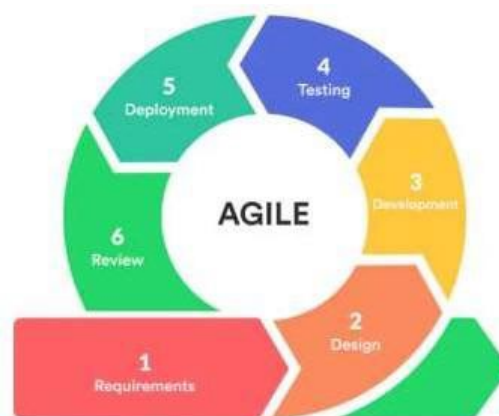 1
Requirements
2
Design
3
Development
4
Testing
5
Deployment
6
Review
AGILE